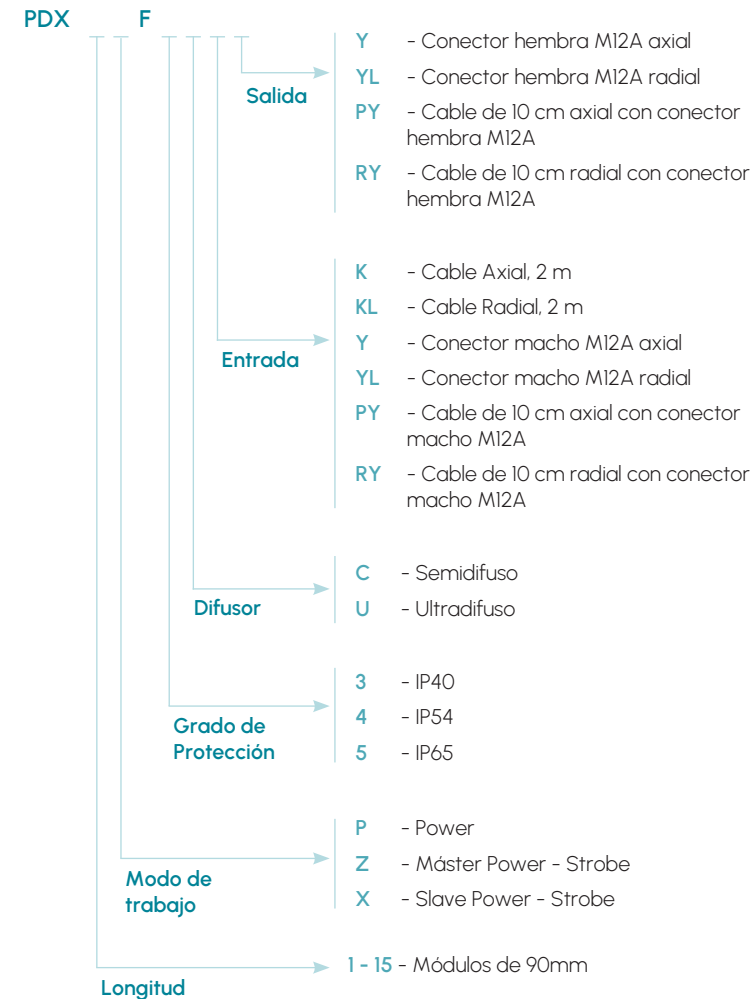 PDX F
Y - Conector hembra M12A axial
YL - Conector hembra M12A radial
Salida
PY - Cable de 10 cm axial con conector
hembra M12A
RY - Cable de 10 cm radial con conector
hembra M12A
K - Cable Axial, 2 m
KL - Cable Radial, 2 m
Y - Conector macho M12A axial
Entrada
YL - Conector macho M12A radial
PY - Cable de 10 cm axial con conector
macho M12A
RY - Cable de 10 cm radial con conector
macho M12A
C - Semidifuso
Difusor
U - Ultradifuso
3 - IP40
4 - IP54
Grado de
Protección
5 - IP65
P - Power
Z - Máster Power - Strobe
Modo de
trabajo
X - Slave Power - Strobe
1 - 15 - Módulos de 90mm
Longitud